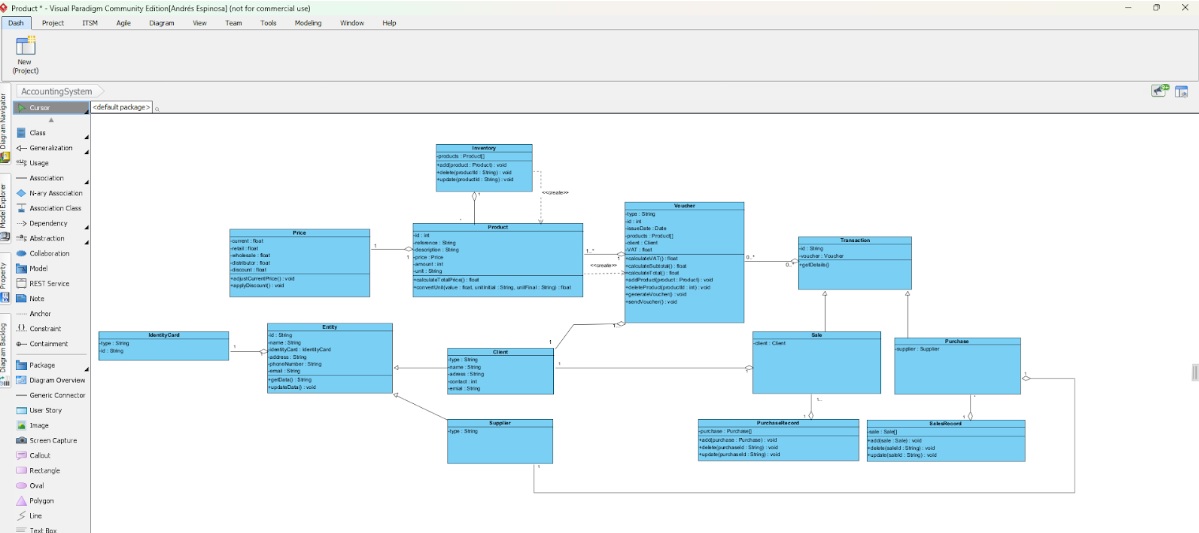 Product * - Visual Paradigm Community Edition[Andrés Espinosa] (not for commercial use)
Dash Project ITSM Agile Diagram View Team Tools Modeling Window Help
New
(Project)
AccountingSystem
Diagram Navigator
Model Explorer
Property
Diagram Backlog
Cursor
<default package>
Class
Generalization
Usage
Association
N-ary Association
Association Class
Dependency
Abstraction
Collaboration
Model
REST Service
Note
Anchor
Constraint
Containment
Package
Diagram Overview
Generic Connector
User Story
Image
Screen Capture
Callout
Rectangle
Oval
Polygon
Line
Text Box
Inventory
-products : Product[]
+add(product : Product) : void
+delete(productId : String) : void
+update(productId : String) : void
<<create>>
1
Price
-current : float
-retail : float
-wholesale : float
-distributor : float
-discount : float
+adjustCurrentPrice() : void
+applyDiscount() : void
1
1
Product
-id : int
-reference : String
-description : String
-price : Price
-amount : int
-unit : String
+calculateTotalPrice() : float
+convertUnit(value : float, unitInitial : String, unitFinal : String) : float
1..*
1
<<create>>
Voucher
-type : String
-id : int
-issueDate : Date
-products : Product[]
-client : Client
-VAT : float
+calculateVAT() : float
+calculateSubtotal() : float
+calculateTotal() : float
+addProduct(product : Product) : void
+deleteProduct(productId : int) : void
+generateVoucher() : void
+sendVoucher() : void
0..*
0..*
Transaction
-id : String
-voucher : Voucher
+getDetails()
IdentityCard
-type : String
-id : String
1
1
Entity
-id : String
-name : String
-identityCard : IdentityCard
-address : String
-phoneNumber : String
-email : String
+getData() : String
+updateData() : void
1
1
Client
-type : String
-name : String
-adress : String
-contact : int
-email : String
1
Sale
-client : Client
Purchase
-supplier : Supplier
1
Supplier
-type : String
PurchaseRecord
-purchase : Purchase[]
+add(purchase : Purchase) : void
+delete(purchaseId : String) : void
+update(purchaseId : String) : void
SalesRecord
-sale : Sale[]
+add(sale : Sale) : void
+delete(saleId : String) : void
+update(saleId : String) : void